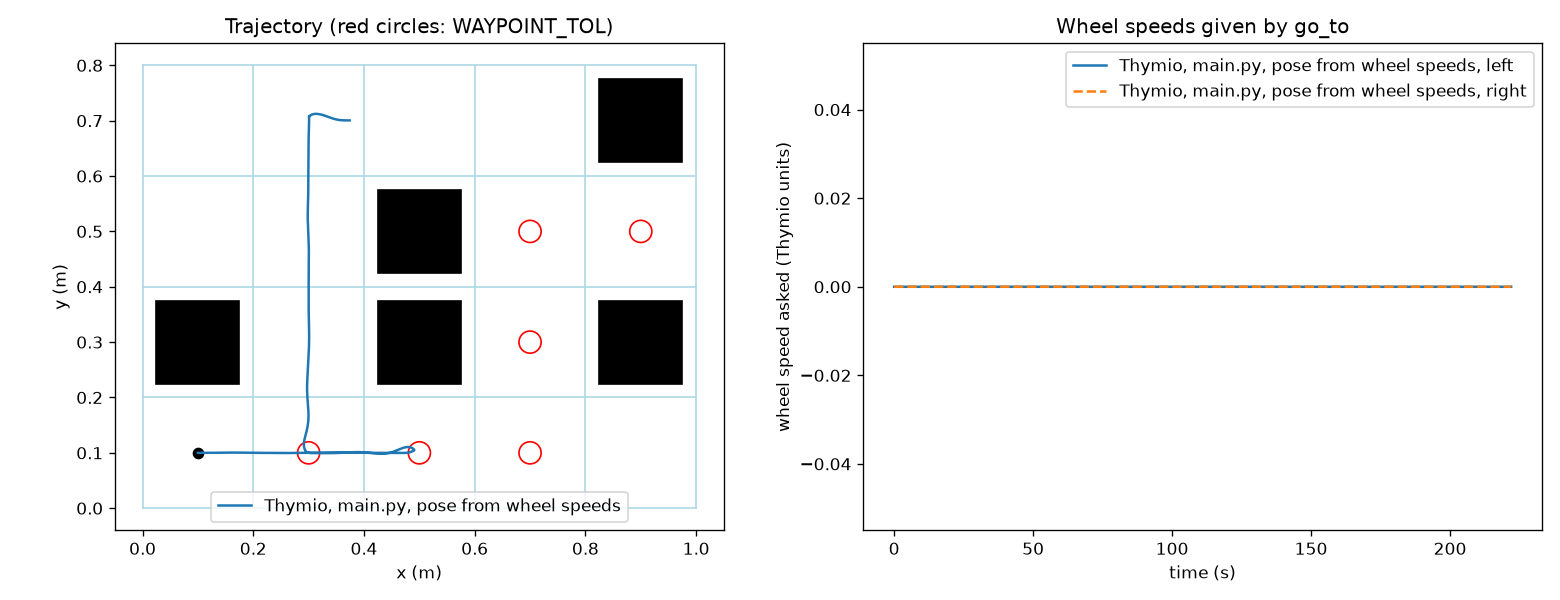 Trajectory (red circles: WAYPOINT_TOL)
0.8
0.7
0.6
0.5
0.4
0.3
0.2
0.1
0.0
y (m)
Thymio, main.py, pose from wheel speeds
0.0 0.2 0.4 0.6 0.8 1.0
x (m)
Wheel speeds given by go_to
Thymio, main.py, pose from wheel speeds, left
Thymio, main.py, pose from wheel speeds, right
0.04
0.02
0.00
−0.02
−0.04
wheel speed asked (Thymio units)
0 50 100 150 200
time (s)